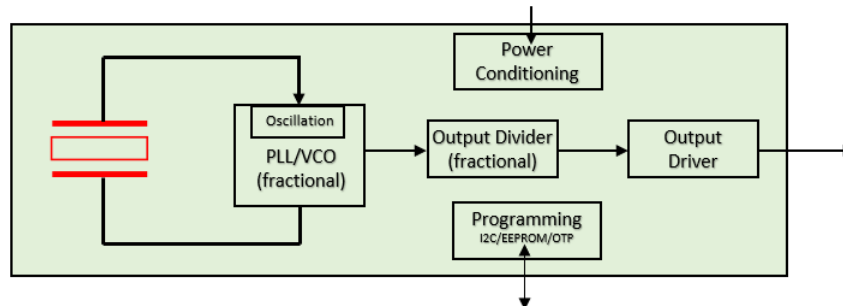 Power
Conditioning
Oscillation
PLL/VCO
(fractional)
Output Divider
(fractional)
Output
Driver
Programming
I2C/EEPROM/OTP